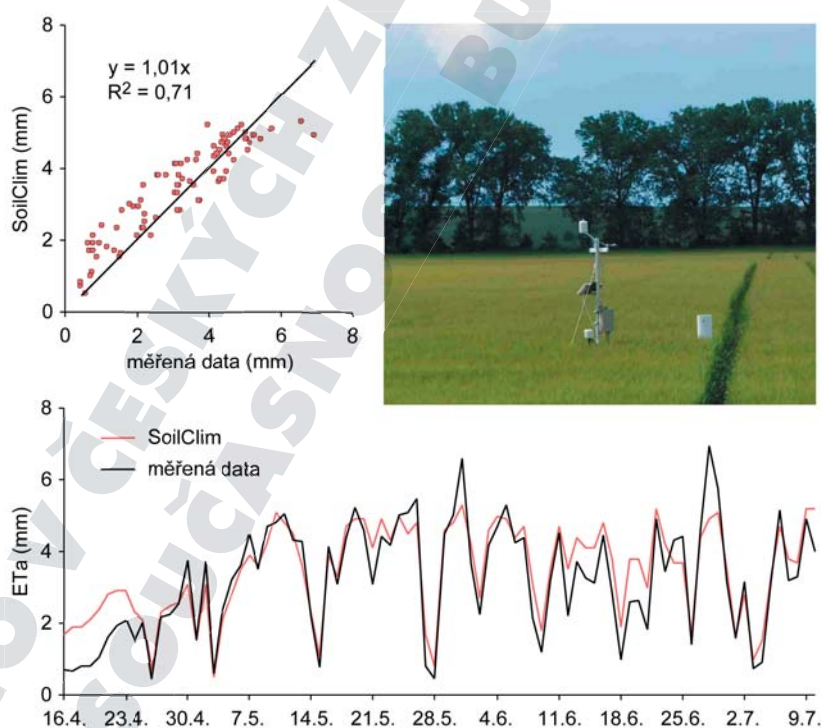 8
6
4
2
0
SoilClim (mm)
y = 1,01x
R² = 0,71
0 2 4 6 8
měřená data (mm)
8
6
4
2
0
ETa (mm)
SoilClim
měřená data
16.4. 23.4. 30.4. 7.5. 14.5. 21.5. 28.5. 4.6. 11.6. 18.6. 25.6. 2.7. 9.7.
V ČESKÝCH
SOUČASNOS